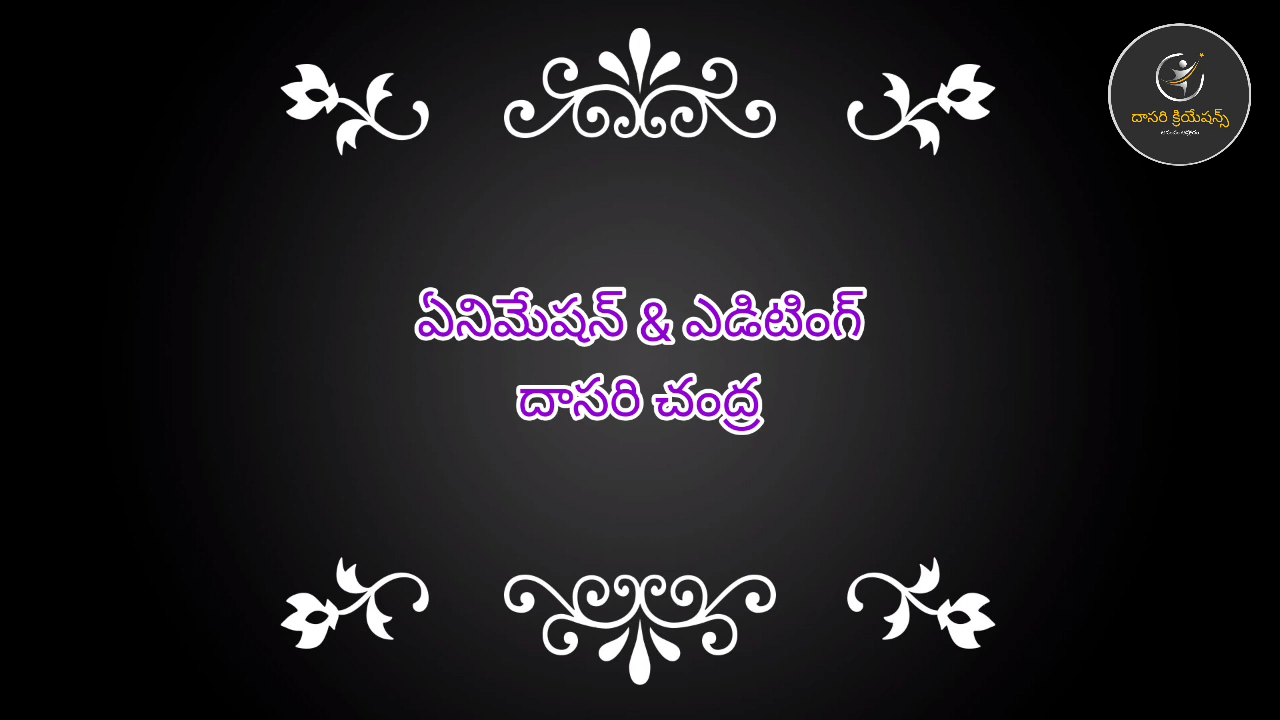 దాసరి క్రియేషన్స్
ఏనిమేషన్ & ఎడిటింగ్
దాసరి చంద్ర